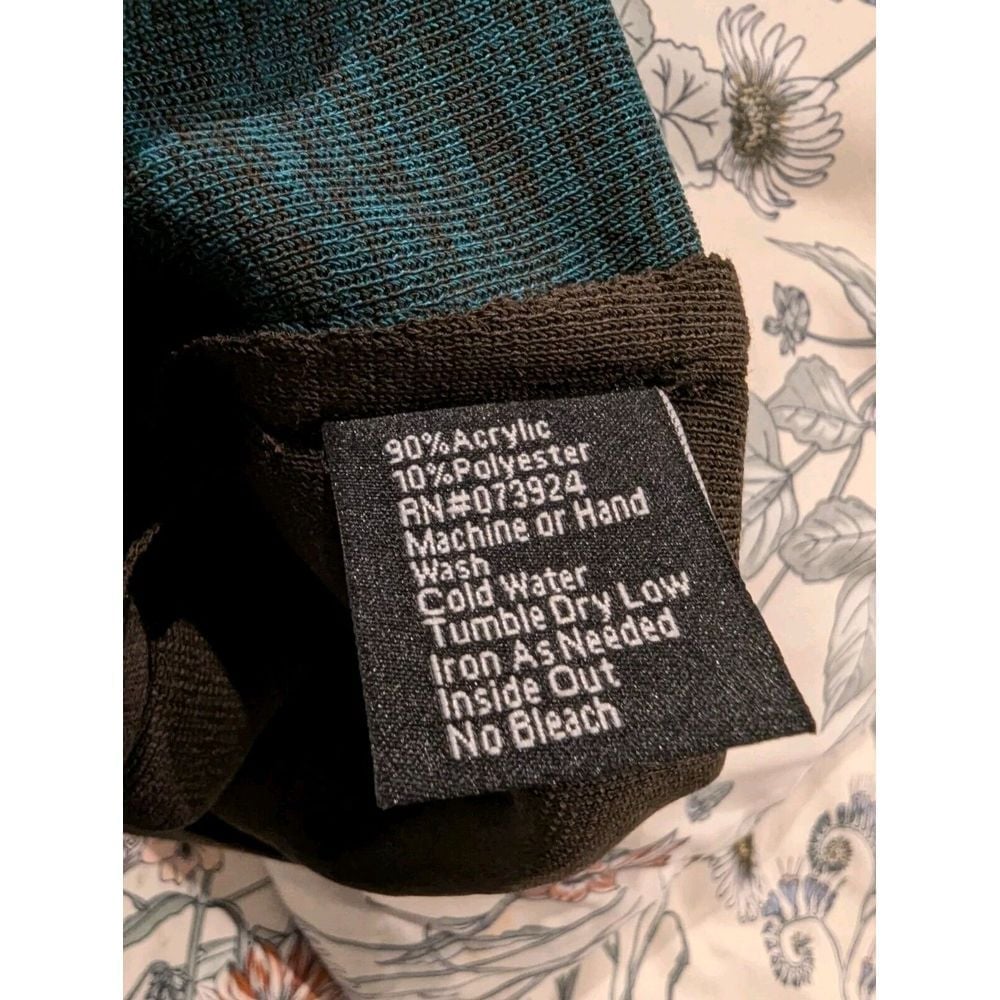 90%Acrylic
10%Polyester
RN#073924
Machine or Hand
Wash
Cold Water
Tumble Dry Low
Iron As Needed
Inside Out
No Bleach